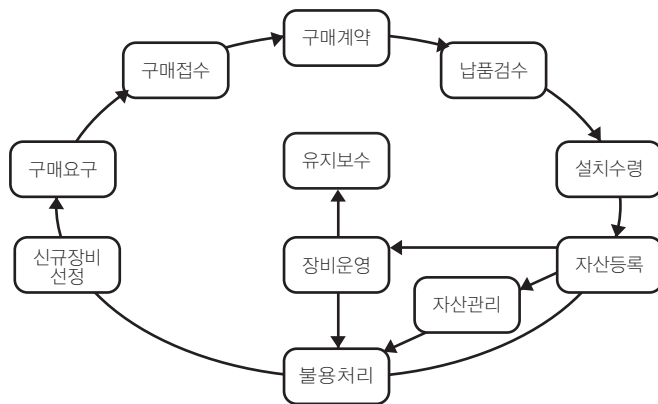 구매계약
구매접수
납품검수
유지보수
구매요구
설치수령
신규장비
선정
장비운영
자산등록
자산관리
불용처리